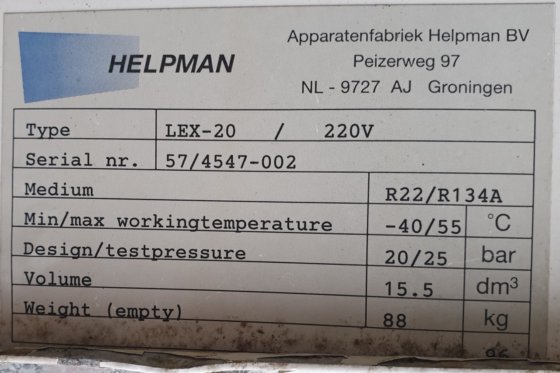 HELPMAN
Apparatenfabriek Helpman BV
Peizerweg 97
NL - 9727 AJ Groningen
Type LEX-20 / 220V
Serial nr. 57/4547-002
Medium R22/R134A
Min/max workingtemperature -40/55 °C
Design/testpressure 20/25 bar
Volume 15.5 dm³
Weight (empty) 88 kg